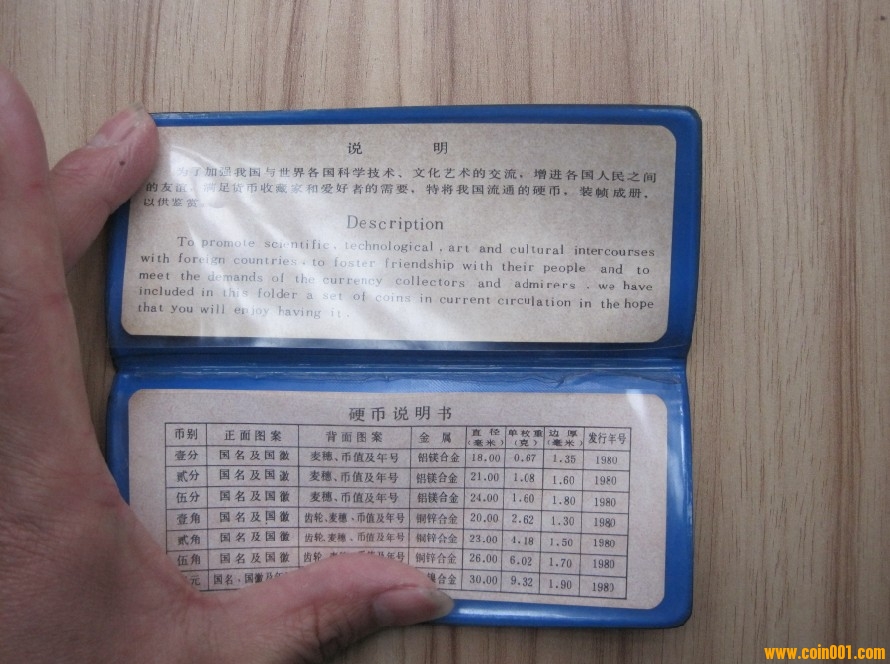 说 明
为了加强我国与世界各国科学技术、文化艺术的交流，增进各国人民之间
的友谊，满足货币收藏家和爱好者的需要，特将我国流通的硬币，装帧成册，
以供鉴赏
Description
To promote scientific, technological, art and cultural intercourses
with foreign countries, to foster friendship with their people and to
meet the demands of the currency collectors and admirers, we have
included in this folder a set of coins in current circulation in the hope
that you will enjoy having it.
硬币说明书
币别 正面图案 背面图案 金属 直径(毫米) 单枚重(克) 边厚(毫米) 发行年号
壹分 国名及国徽 麦穗、币值及年号 铝镁合金 18.00 0.67 1.35 1980
贰分 国名及国徽 麦穗、币值及年号 铝镁合金 21.00 1.08 1.60 1980
伍分 国名及国徽 麦穗、币值及年号 铝镁合金 24.00 1.60 1.80 1980
壹角 国名及国徽 齿轮、麦穗、币值及年号 铜锌合金 20.00 2.62 1.30 1980
贰角 国名及国徽 齿轮、麦穗、币值及年号 铜锌合金 23.00 4.18 1.50 1980
伍角 国名及国徽 齿轮、麦穗、币值及年号 铜锌合金 26.00 6.02 1.70 1980
元 国名、国徽及年 镍合金 30.00 9.32 1.90 1980
www.coin001.com